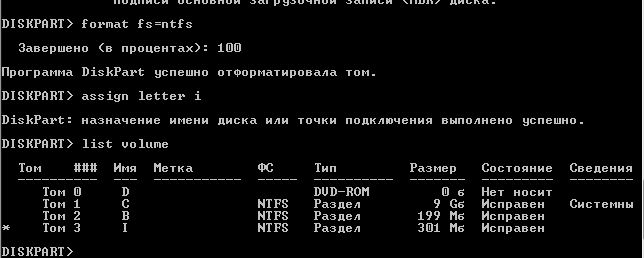 подписи основной загрузочной записи (MBR) диска.
DISKPART> format fs=ntfs
Завершено (в процентах): 100
Программа DiskPart успешно отформатировала том.
DISKPART> assign letter i
DiskPart: назначение имени диска или точки подключения выполнено успешно.
DISKPART> list volume
Том ### Имя Метка ФС Тип Размер Состояние Сведения
Том 0 D DVD-ROM 0 б Нет носит
Том 1 C NTFS Раздел 9 Gб Исправен Системны
Том 2 B NTFS Раздел 199 Mб Исправен
* Том 3 I NTFS Раздел 301 Mб Исправен
DISKPART>